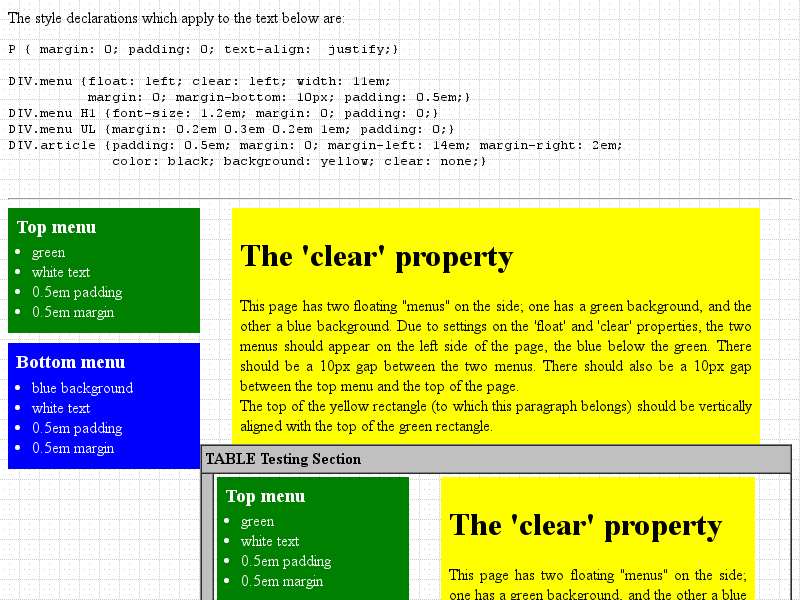 The style declarations which apply to the text below are:
P { margin: 0; padding: 0; text-align:  justify;}
DIV.menu {float: left; clear: left; width: 11em;
margin: 0; margin-bottom: 10px; padding: 0.5em;}
DIV.menu H1 {font-size: 1.2em; margin: 0; padding: 0;}
DIV.menu UL {margin: 0.2em 0.3em 0.2em 1em; padding: 0;}
DIV.article {padding: 0.5em; margin: 0; margin-left: 14em; margin-right: 2em;
color: black; background: yellow; clear: none;}
Top menu
green
white text
0.5em padding
0.5em margin
Bottom menu
blue background
white text
0.5em padding
0.5em margin
The 'clear' property
This page has two floating "menus" on the side; one has a green background, and the
other a blue background. Due to settings on the 'float' and 'clear' properties, the two
menus should appear on the left side of the page, the blue below the green. There
should be a 10px gap between the two menus. There should also be a 10px gap
between the top menu and the top of the page.
The top of the yellow rectangle (to which this paragraph belongs) should be vertically
aligned with the top of the green rectangle.
TABLE Testing Section
Top menu
green
white text
0.5em padding
0.5em margin
The 'clear' property
This page has two floating "menus" on the side;
one has a green background, and the other a blue